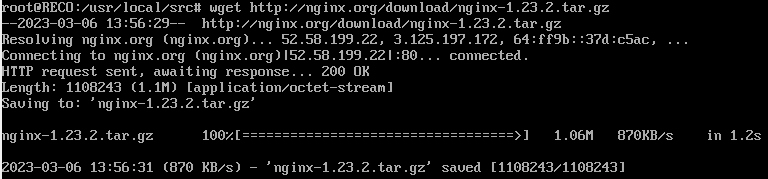 root@RECO:/usr/local/src# wget http://nginx.org/download/nginx-1.23.2.tar.gz
--2023-03-06 13:56:29--  http://nginx.org/download/nginx-1.23.2.tar.gz
Resolving nginx.org (nginx.org)... 52.58.199.22, 3.125.197.172, 64:ff9b::37d:c5ac, ...
Connecting to nginx.org (nginx.org)|52.58.199.22|:80... connected.
HTTP request sent, awaiting response... 200 OK
Length: 1108243 (1.1M) [application/octet-stream]
Saving to: 'nginx-1.23.2.tar.gz'
nginx-1.23.2.tar.gz      100%[==================================>]   1.06M   870KB/s    in 1.2s
2023-03-06 13:56:31 (870 KB/s) - 'nginx-1.23.2.tar.gz' saved [1108243/1108243]